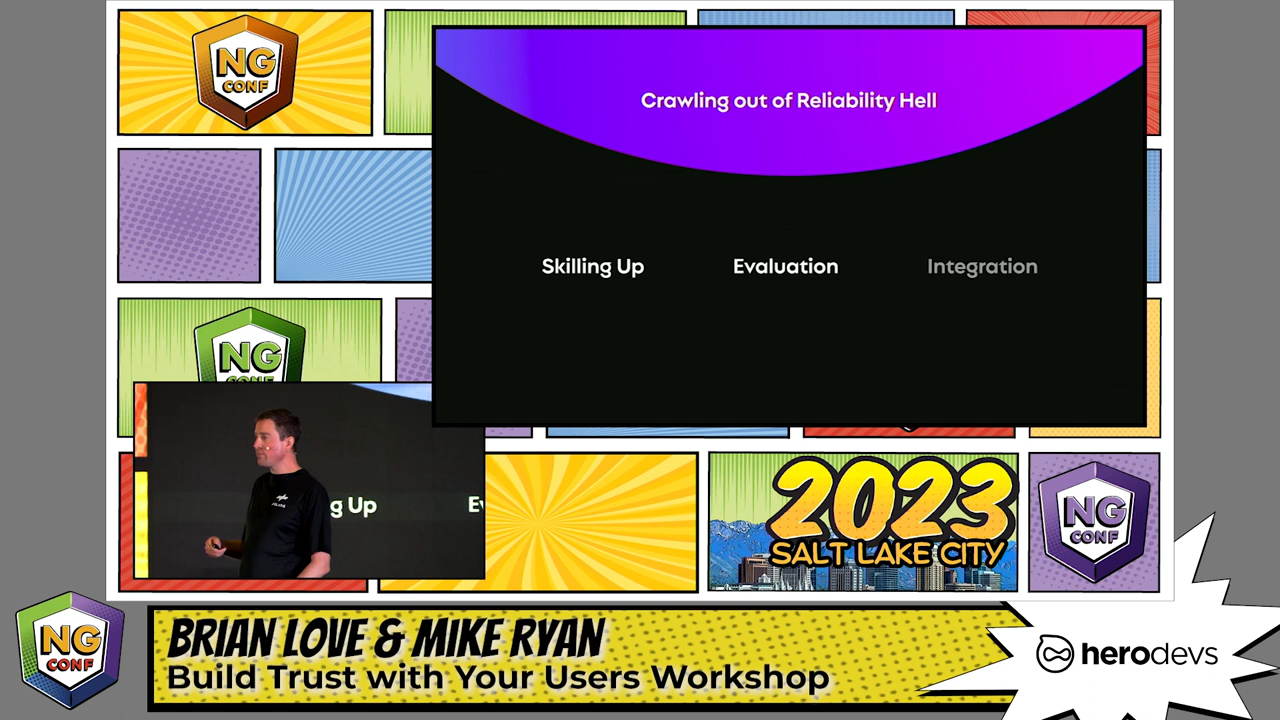 NG
CONF
Crawling out of Reliability Hell
Skilling Up
Evaluation
Integration
NG
CONF
g Up
Ev
2023
SALT LAKE CITY
NG
CONF
NG
CONF
BRIAN LOVE & MIKE RYAN
Build Trust with Your Users Workshop
herodevs